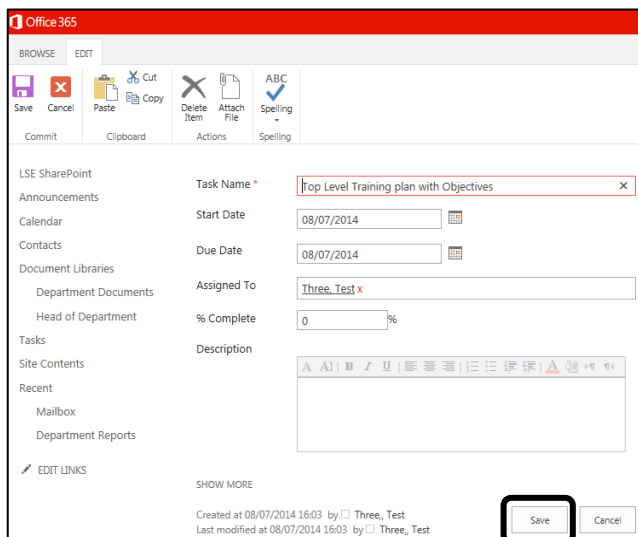 Office 365
BROWSE EDIT
Save Cancel Paste Cut Copy Delete Item Attach File ABC Spelling
Commit Clipboard Actions Spelling
LSE SharePoint
Announcements
Calendar
Contacts
Document Libraries
Department Documents
Head of Department
Tasks
Site Contents
Recent
Mailbox
Department Reports
EDIT LINKS
Task Name * Top Level Training plan with Objectives x
Start Date 08/07/2014
Due Date 08/07/2014
Assigned To Three, Test x
% Complete 0 %
Description
A AI B I U A
SHOW MORE
Created at 08/07/2014 16:03 by Three,, Test
Last modified at 08/07/2014 16:03 by Three,, Test
Save Cancel